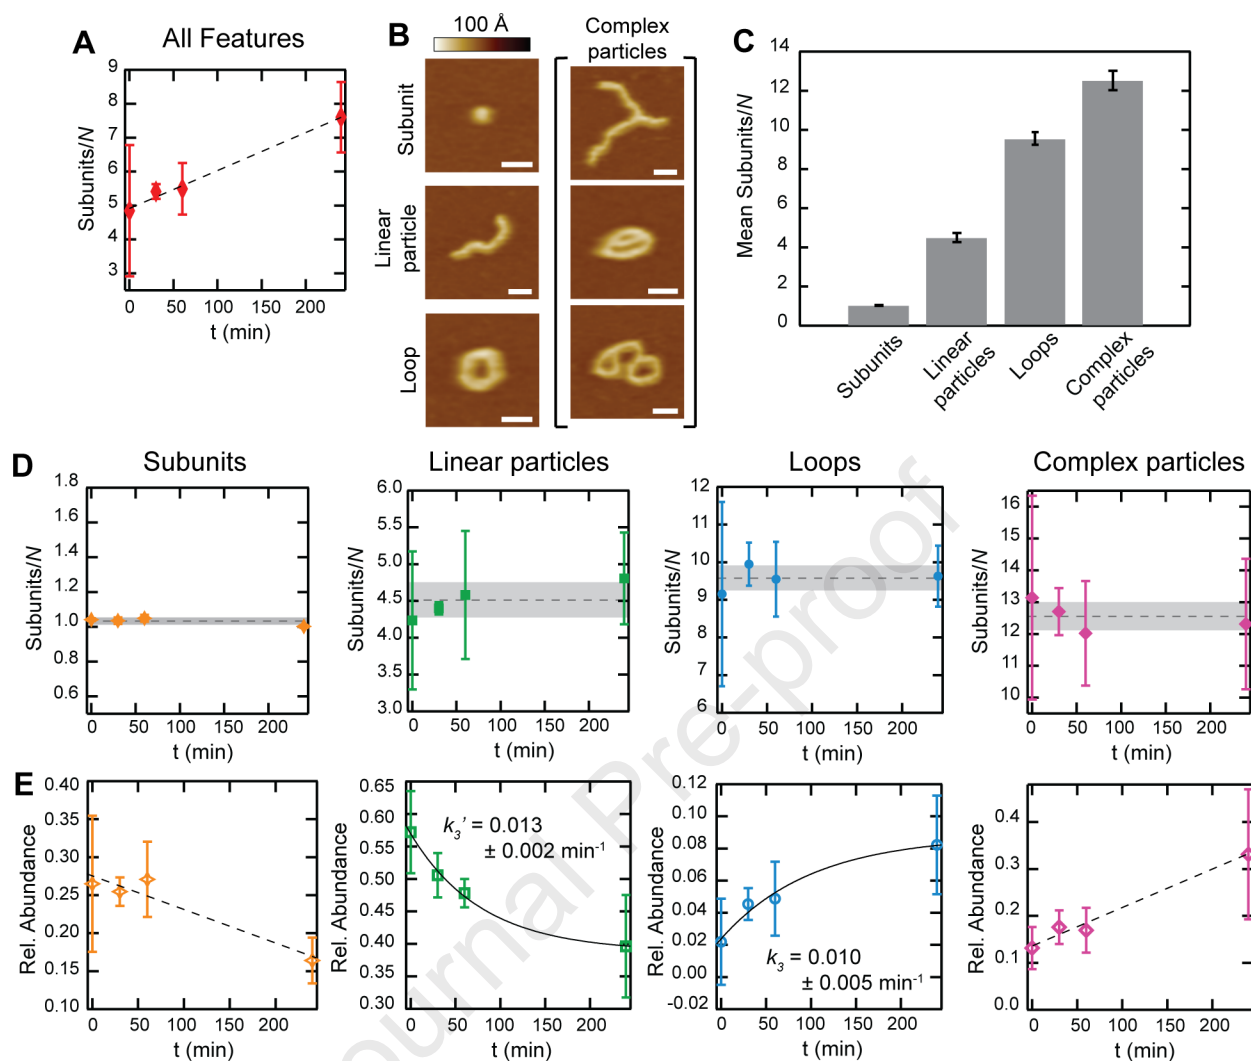 A
All Features
Subunits/N
9
8
7
6
5
4
3
0
50
100
150
200
t (min)
B
100 Å
Complex
particles
Subunit
Linear
particle
Loop
C
Mean Subunits/N
14
12
10
8
6
4
2
0
Subunits
Linear
particles
Loops
Complex
particles
D
Subunits
Subunits/N
1.8
1.6
1.4
1.2
1.0
0.8
0.6
0
50
100
150
200
t (min)
Linear particles
Subunits/N
6.0
5.5
5.0
4.5
4.0
3.5
3.0
0
50
100
150
200
t (min)
Loops
Subunits/N
12
11
10
9
8
7
6
0
50
100
150
200
t (min)
Complex particles
Subunits/N
16
15
14
13
12
11
10
0
50
100
150
200
t (min)
E
Rel. Abundance
0.40
0.35
0.30
0.25
0.20
0.15
0.10
0
50
100
150
200
t (min)
Rel. Abundance
0.65
0.60
0.55
0.50
0.45
0.40
0.35
0.30
k₃' = 0.013
± 0.002 min⁻¹
0
50
100
150
200
t (min)
Rel. Abundance
0.12
0.10
0.08
0.06
0.04
0.02
0.00
-0.02
k₃ = 0.010
± 0.005 min⁻¹
0
50
100
150
200
t (min)
Rel. Abundance
0.4
0.3
0.2
0.1
0.0
0
50
100
150
200
t (min)
ournal Pre-proof